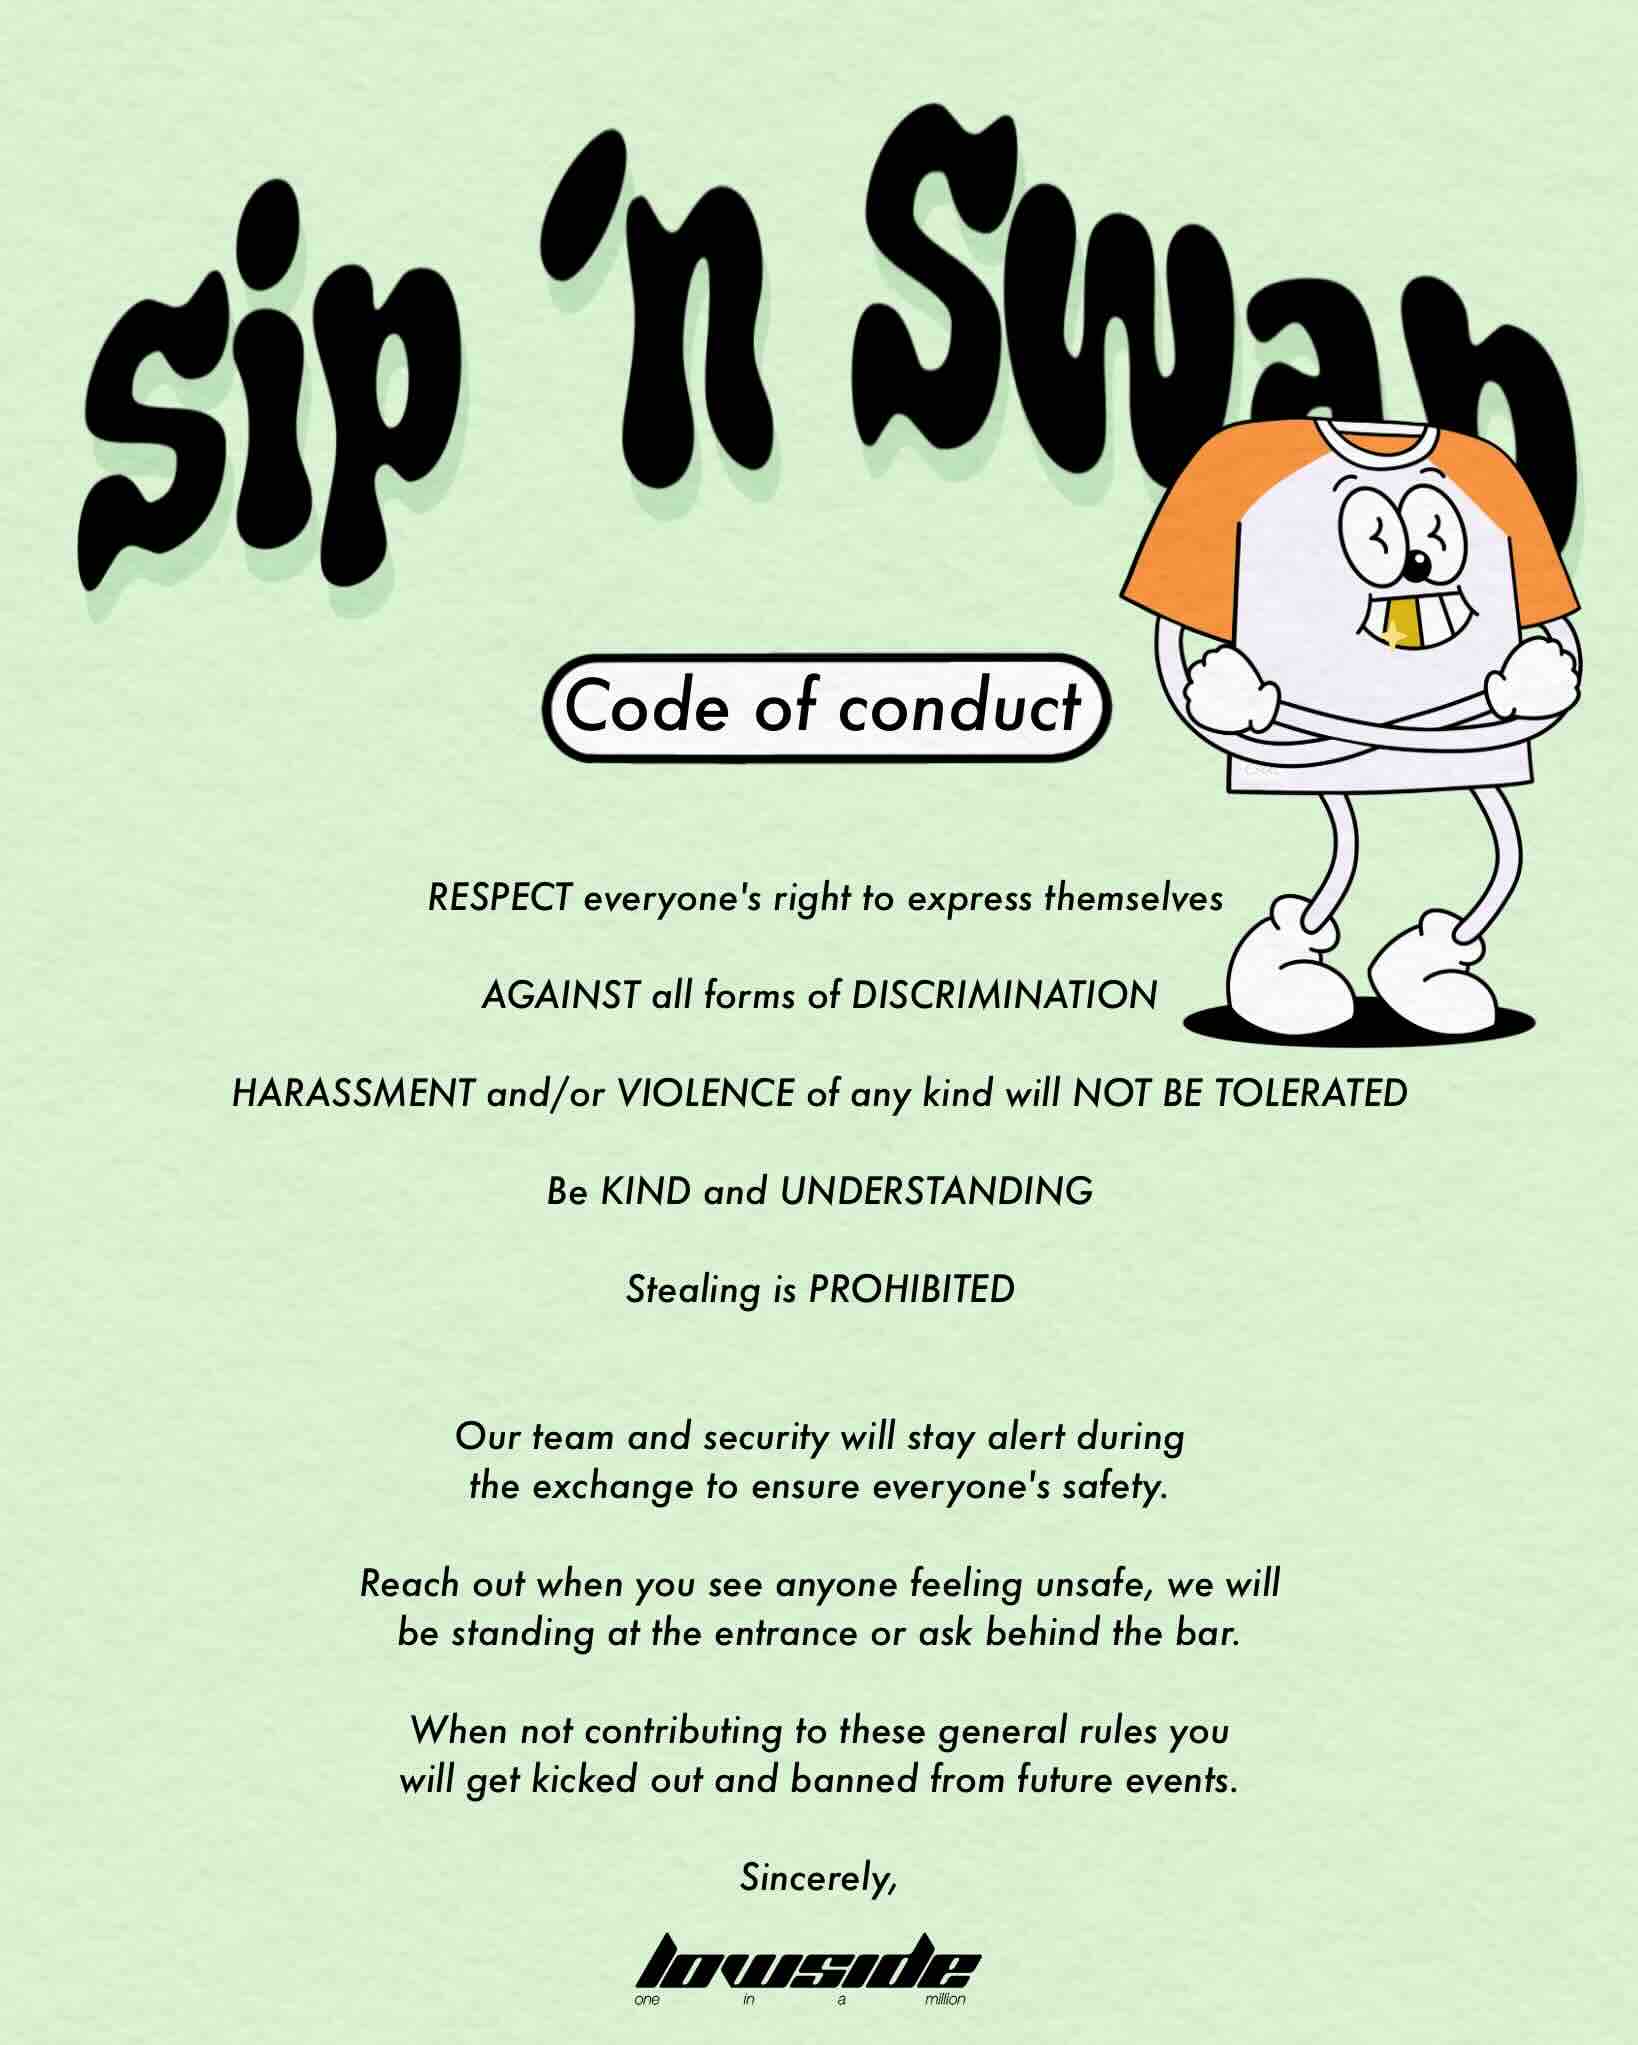 Sip 'n Swap
Code of conduct
RESPECT everyone's right to express themselves
AGAINST all forms of DISCRIMINATION
HARASSMENT and/or VIOLENCE of any kind will NOT BE TOLERATED
Be KIND and UNDERSTANDING
Stealing is PROHIBITED
Our team and security will stay alert during
the exchange to ensure everyone's safety.
Reach out when you see anyone feeling unsafe, we will
be standing at the entrance or ask behind the bar.
When not contributing to these general rules you
will get kicked out and banned from future events.
Sincerely,
lowside
one in a million